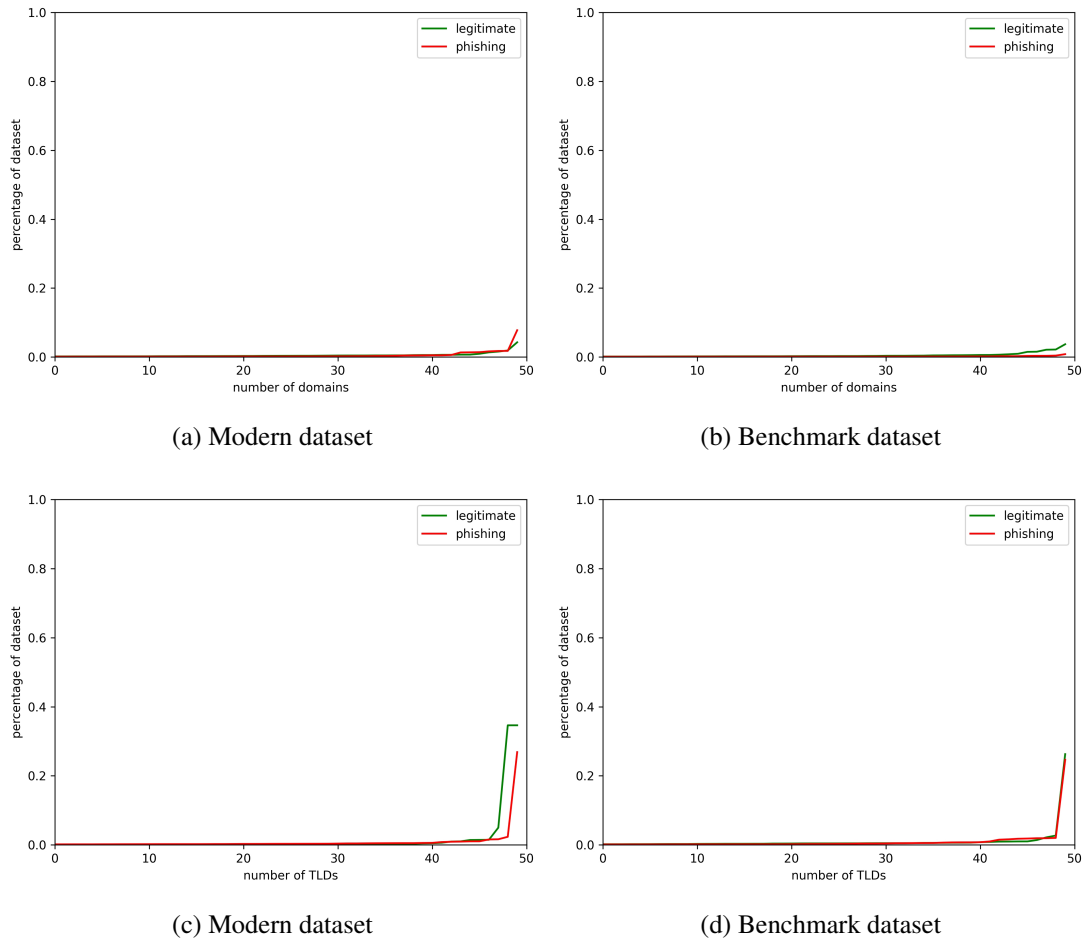 1.0
0.8
0.6
0.4
0.2
0.0
percentage of dataset
legitimate
phishing
0 10 20 30 40 50
number of domains
(a) Modern dataset
1.0
0.8
0.6
0.4
0.2
0.0
percentage of dataset
legitimate
phishing
0 10 20 30 40 50
number of domains
(b) Benchmark dataset
1.0
0.8
0.6
0.4
0.2
0.0
percentage of dataset
legitimate
phishing
0 10 20 30 40 50
number of TLDs
(c) Modern dataset
1.0
0.8
0.6
0.4
0.2
0.0
percentage of dataset
legitimate
phishing
0 10 20 30 40 50
number of TLDs
(d) Benchmark dataset